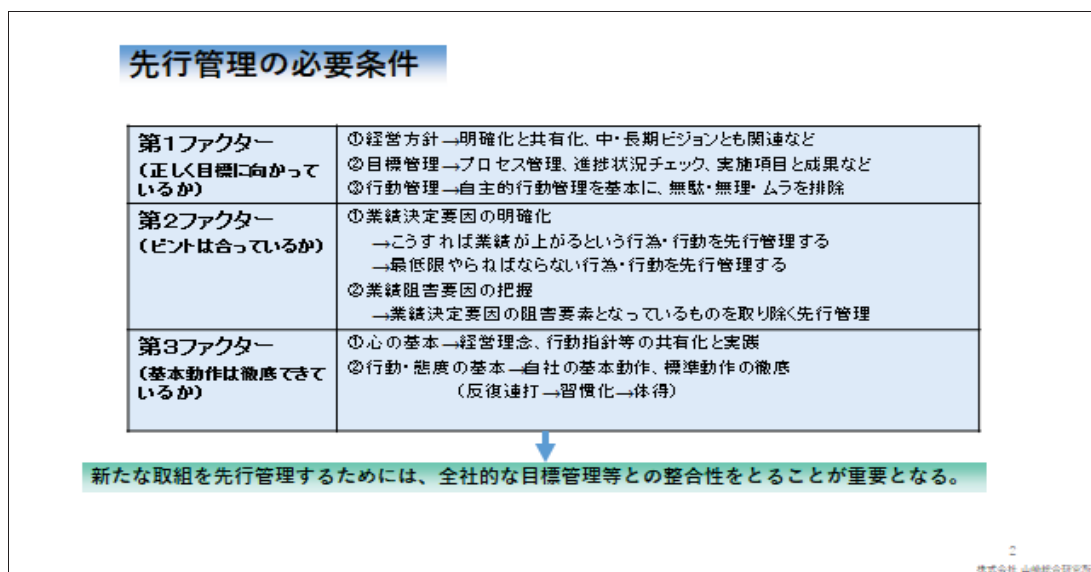 先行管理の必要条件
第1ファクター
(正しく目標に向かって
いるか)
①経営方針→明確化と共有化、中・長期ビジョンとも関連など
②目標管理→プロセス管理、進捗状況チェック、実施項目と成果など
③行動管理→自主的行動管理を基本に、無駄・無理・ムラを排除
第2ファクター
(ピントは合っているか)
①業績決定要因の明確化
→こうすれば業績が上がるという行為・行動を先行管理する
→最低限やらねばならない行為・行動を先行管理する
②業績阻害要因の把握
→業績決定要因の阻害要素となっているものを取り除く先行管理
第3ファクター
(基本動作は徹底できて
いるか)
①心の基本→経営理念、行動指針等の共有化と実践
②行動・態度の基本→自社の基本動作、標準動作の徹底
(反復連打→習慣化→体得)
新たな取組を先行管理するためには、全社的な目標管理等との整合性をとることが重要となる。
2
株式会社 山崎総合研究所